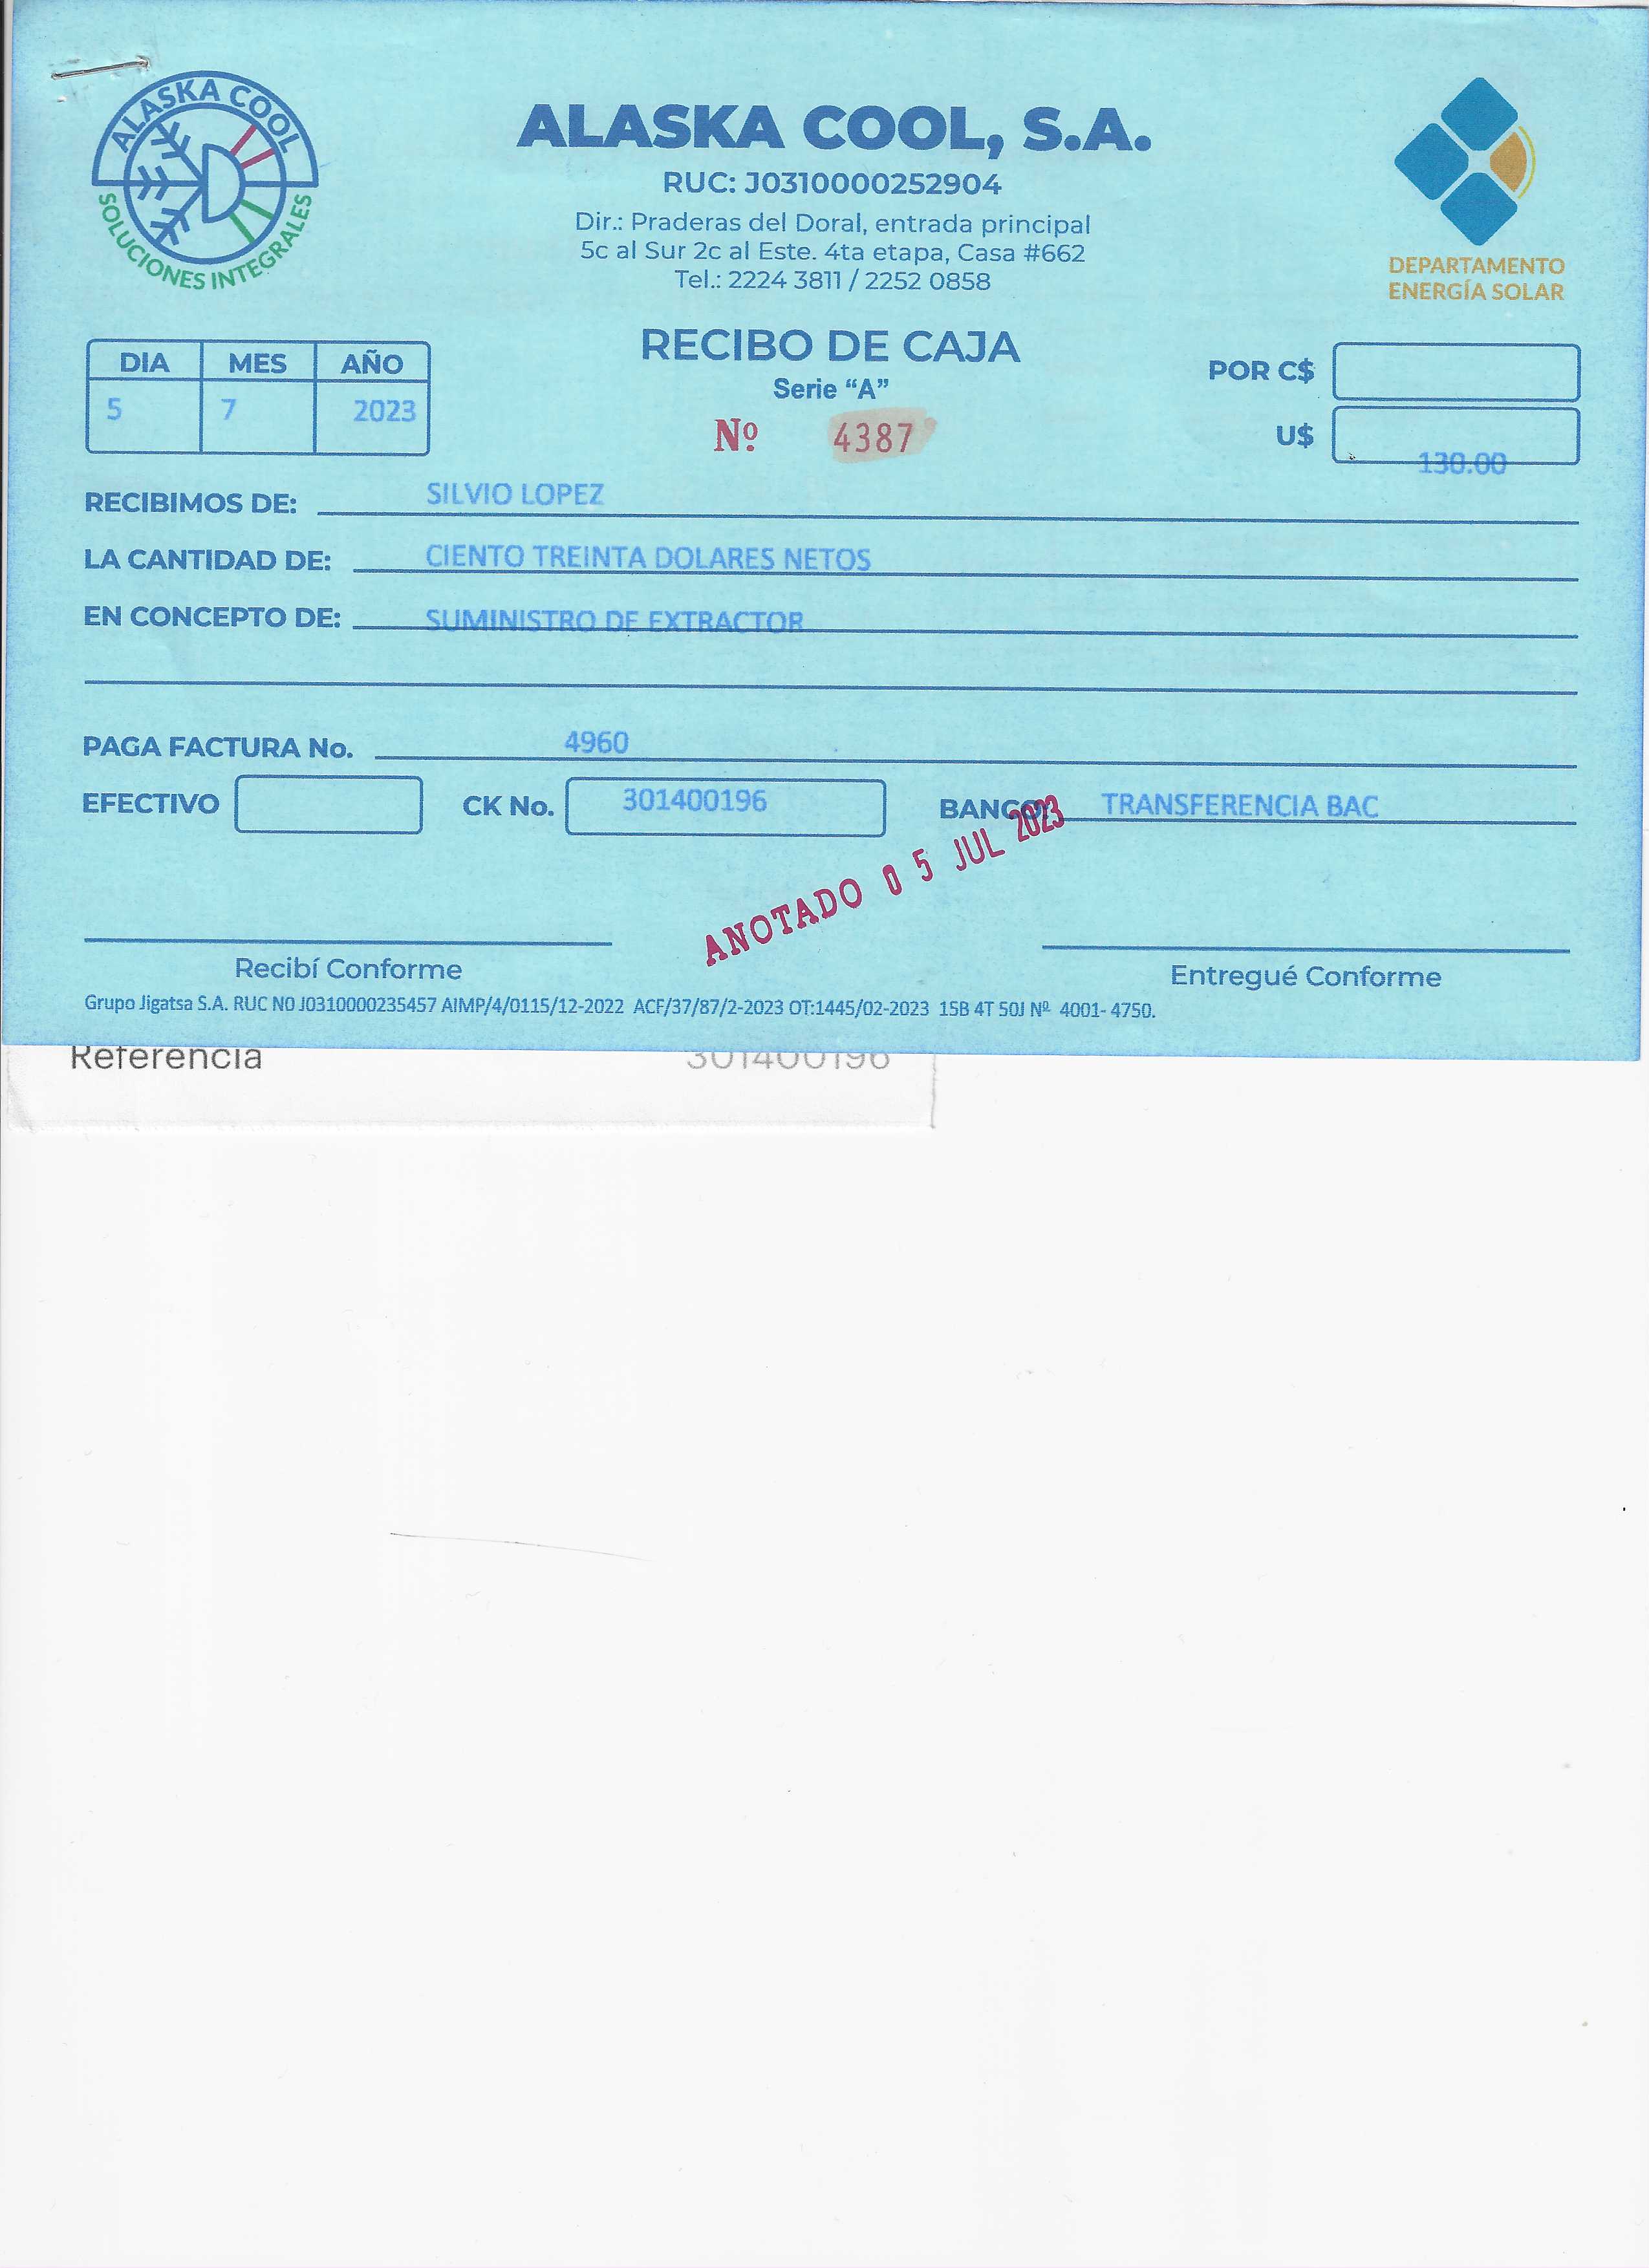 ALASKA COOL
SOLUCIONES INTEGRALES
ALASKA COOL, S.A.
RUC: J0310000252904
Dir.: Praderas del Doral, entrada principal
5c al Sur 2c al Este. 4ta etapa, Casa #662
Tel.: 2224 3811 / 2252 0858
DEPARTAMENTO
ENERGÍA SOLAR
DIA MES AÑO
5 7 2023
RECIBO DE CAJA
Serie “A”
Nº 4387
POR C$
U$ 130.00
RECIBIMOS DE: SILVIO LOPEZ
LA CANTIDAD DE: CIENTO TREINTA DOLARES NETOS
EN CONCEPTO DE: SUMINISTRO DE EXTRACTOR
PAGA FACTURA No. 4960
EFECTIVO CK No. 301400196 BANCO: TRANSFERENCIA BAC
ANOTADO 05 JUL 2023
Recibí Conforme Entregué Conforme
Grupo Jigatsa S.A. RUC N0 J0310000235457 AIMP/4/0115/12-2022 ACF/37/87/2-2023 OT:1445/02-2023 15B 4T 50J Nº 4001- 4750.
Referencia 301400196